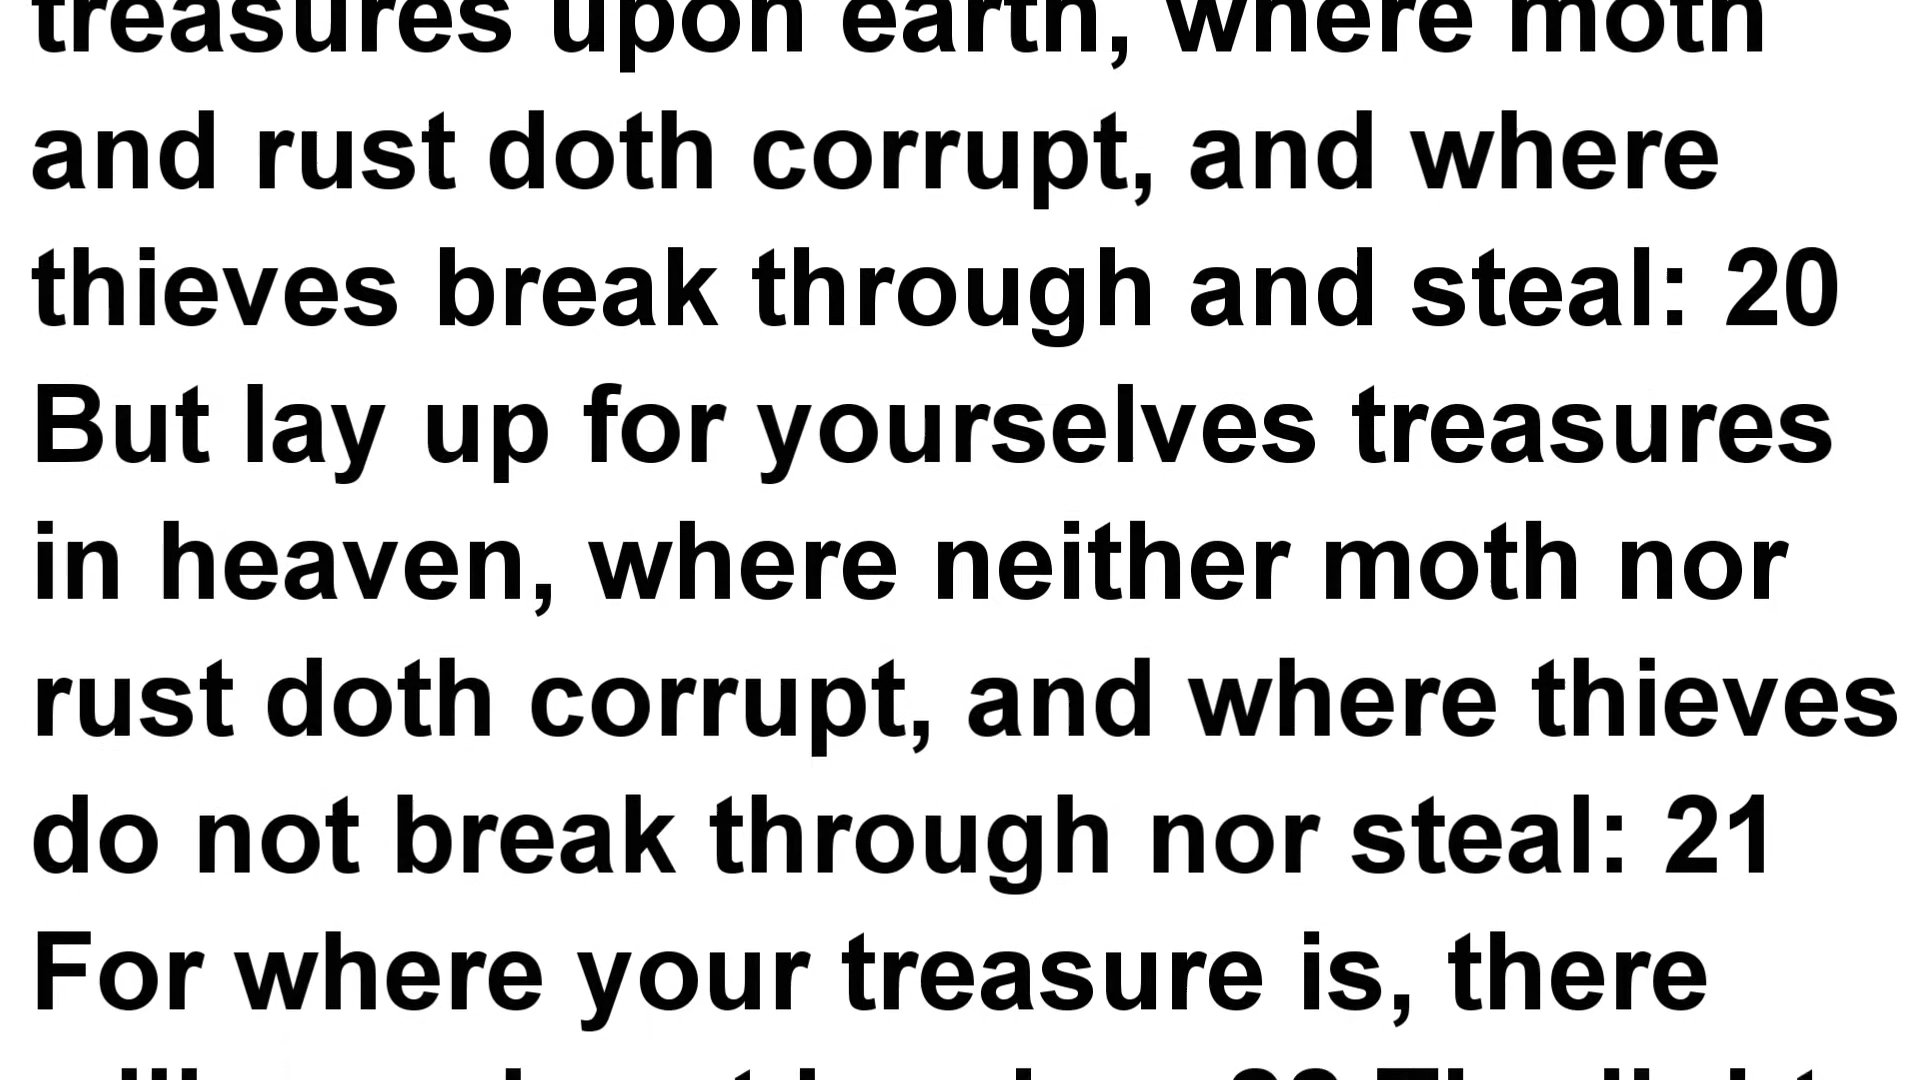 treasures upon earth, where moth
and rust doth corrupt, and where
thieves break through and steal: 20
But lay up for yourselves treasures
in heaven, where neither moth nor
rust doth corrupt, and where thieves
do not break through nor steal: 21
For where your treasure is, there